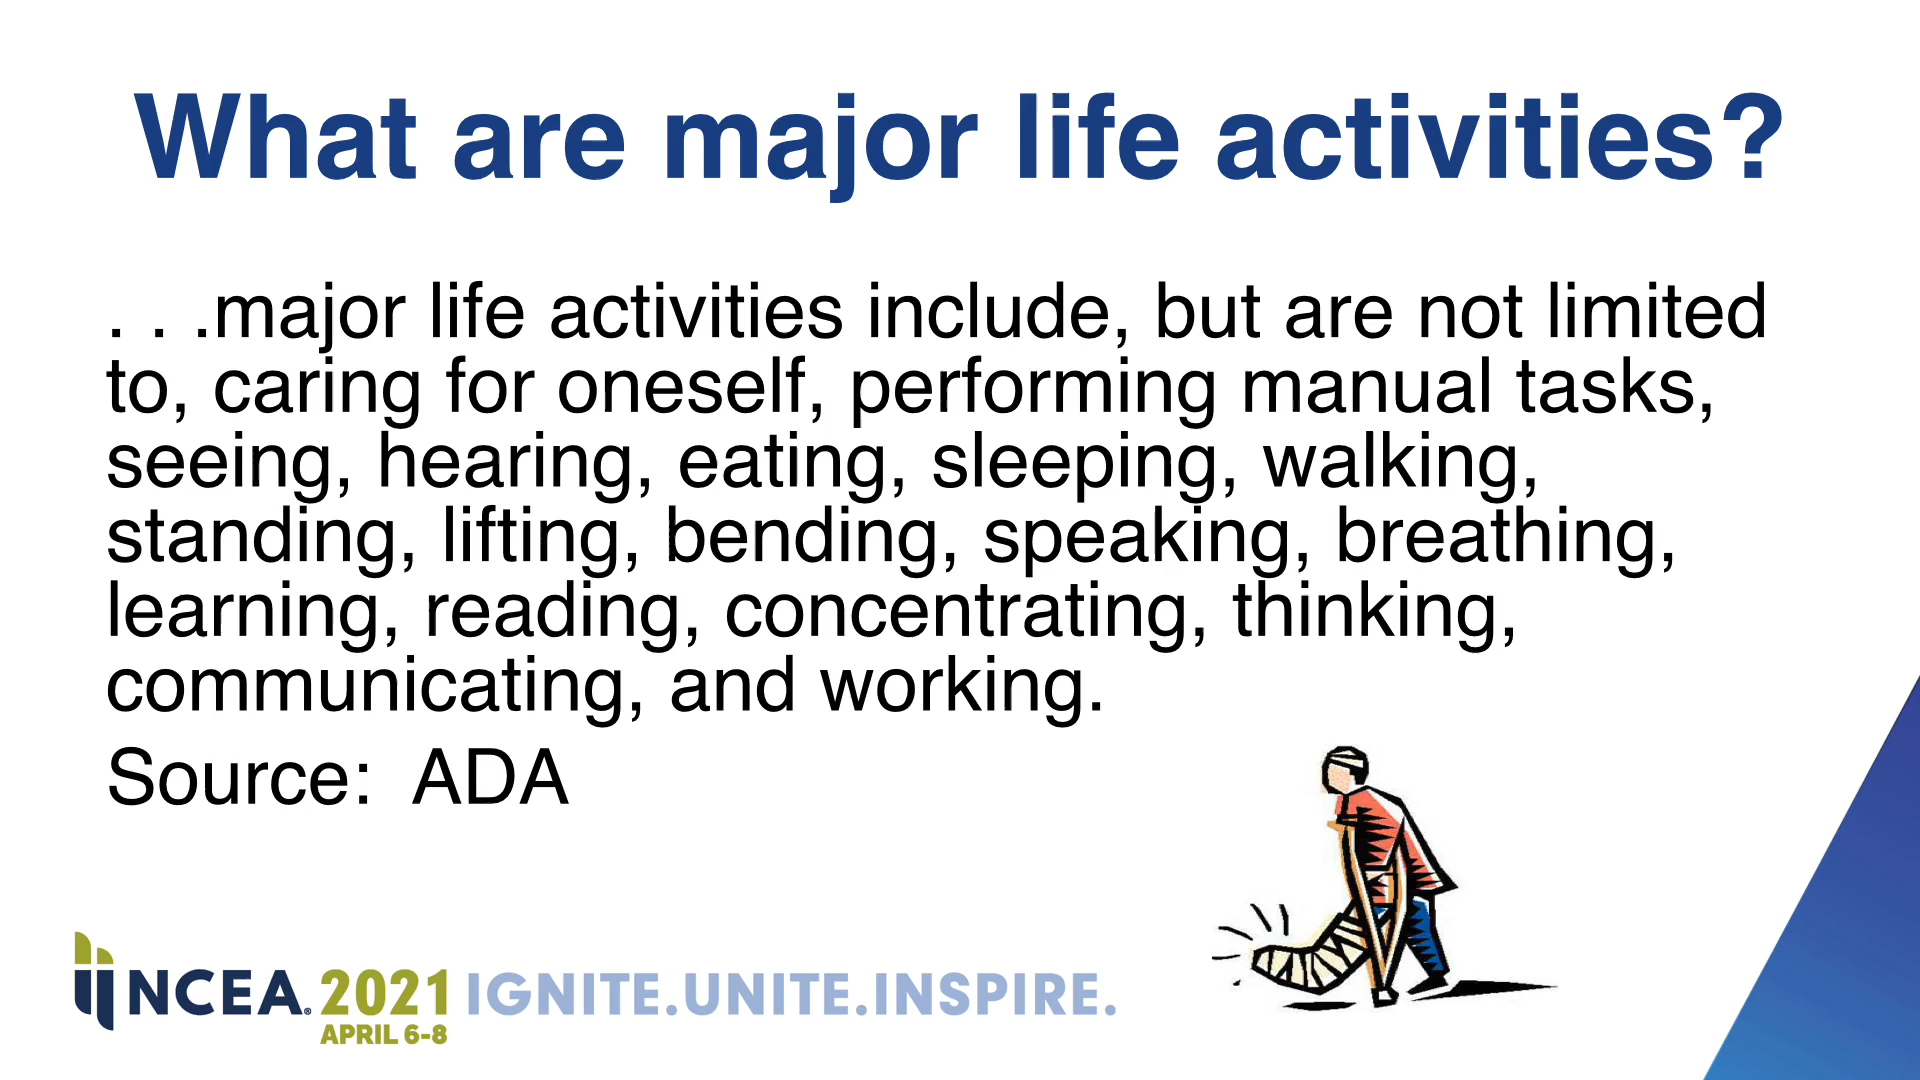 What are major life activities?
. . .major life activities include, but are not limited
to, caring for oneself, performing manual tasks,
seeing, hearing, eating, sleeping, walking,
standing, lifting, bending, speaking, breathing,
learning, reading, concentrating, thinking,
communicating, and working.
Source:  ADA
NCEA® 2021 IGNITE.UNITE.INSPIRE.
APRIL 6-8